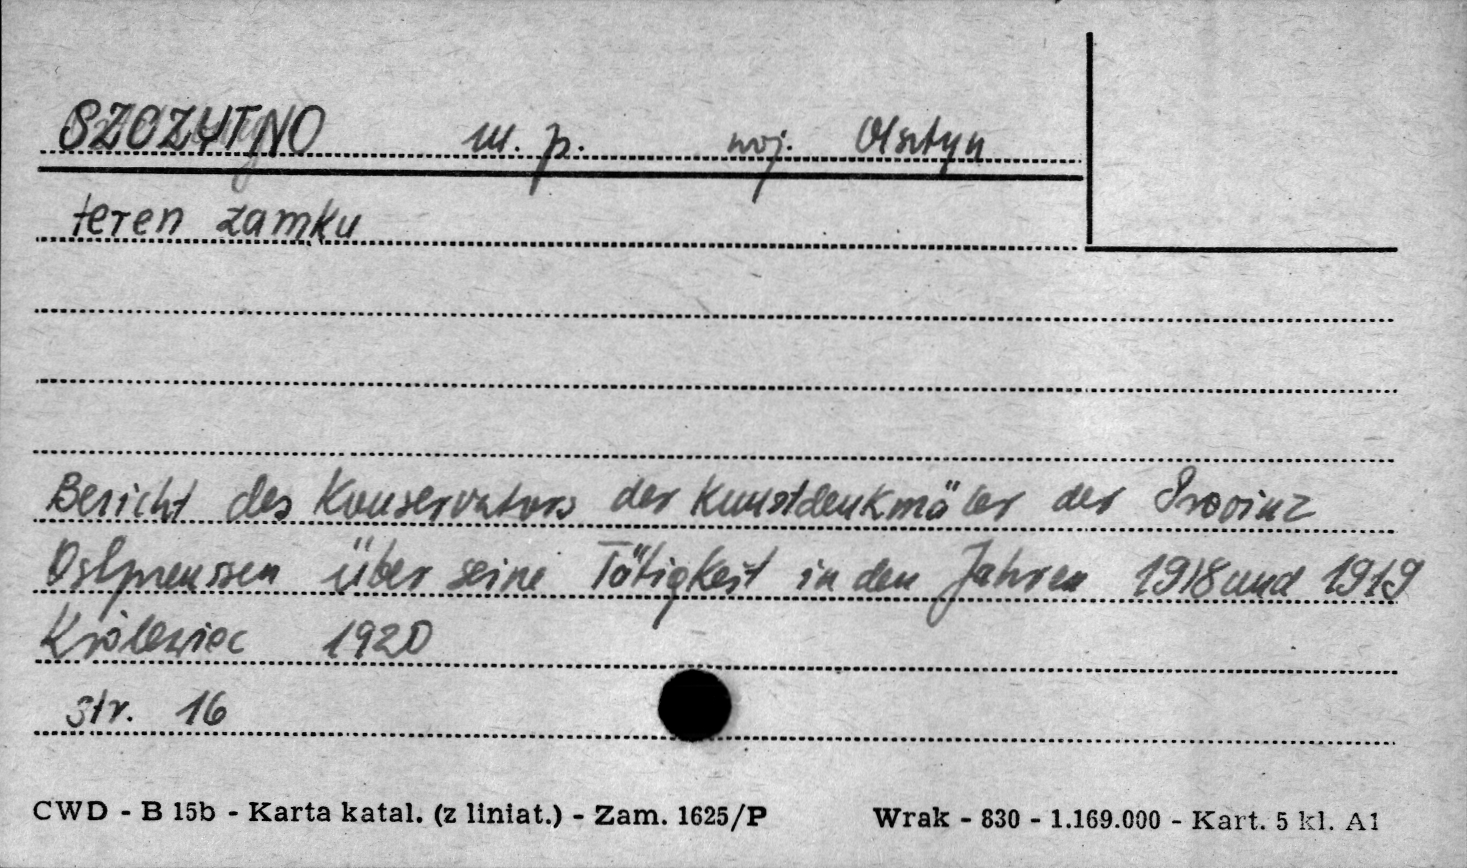 SZCZYTNO m. p. woj. Olsztyn
teren zamku
Bericht des Konservators der Kunstdenkmäler der Provinz
Ostpreussen über seine Tätigkeit in den Jahren 1918 und 1919
Królewiec 1920
str. 16
CWD - B 15b - Karta katal. (z liniat.) - Zam. 1625/P Wrak - 830 - 1.169.000 - Kart. 5 kl. A1